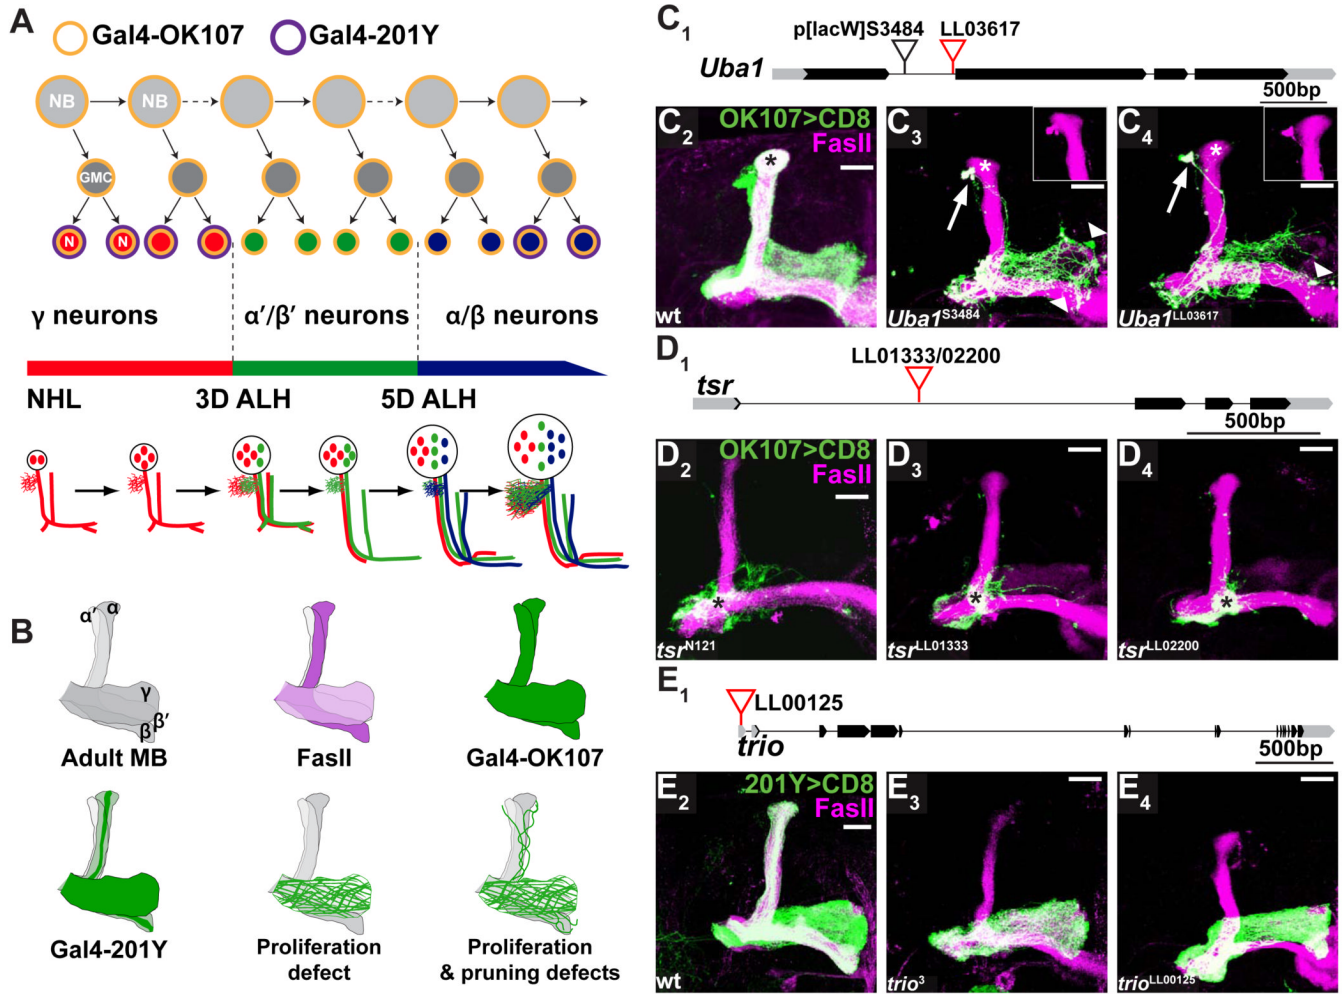 A
Gal4-OK107
Gal4-201Y
NB
NB
GMC
N
N
γ neurons
α′/β′ neurons
α/β neurons
NHL
3D ALH
5D ALH
B
α′
α
γ
β′
β
Adult MB
FasII
Gal4-OK107
Gal4-201Y
Proliferation
defect
Proliferation
& pruning defects
C1
p[lacW]S3484
LL03617
Uba1
500bp
C2
OK107>CD8
FasII
*
wt
C3
*
Uba1S3484
C4
*
Uba1LL03617
D1
LL01333/02200
tsr
500bp
D2
OK107>CD8
FasII
*
tsrN121
D3
*
tsrLL01333
D4
*
tsrLL02200
E1
LL00125
trio
500bp
E2
201Y>CD8
FasII
wt
E3
trio3
E4
trioLL00125